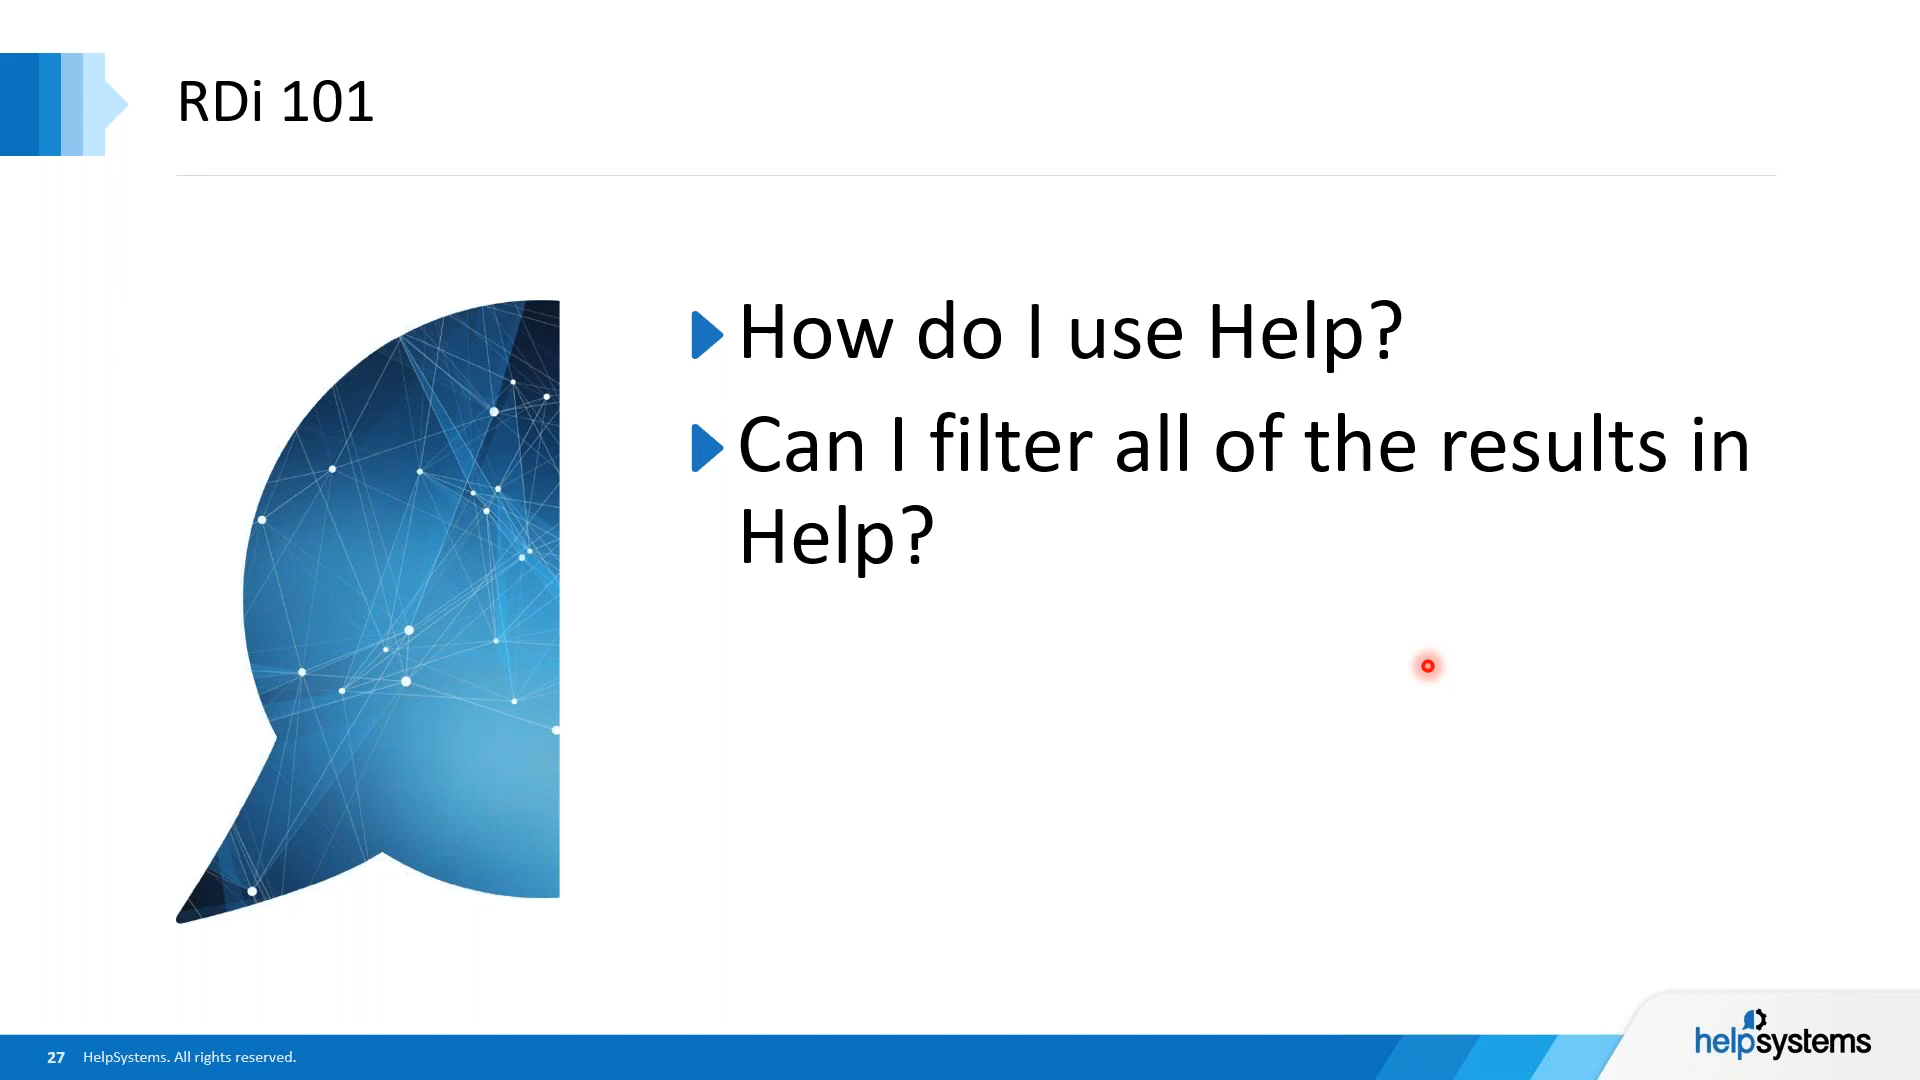 RDi 101
How do I use Help?
Can I filter all of the results in
Help?
27 HelpSystems. All rights reserved.
helpsystems